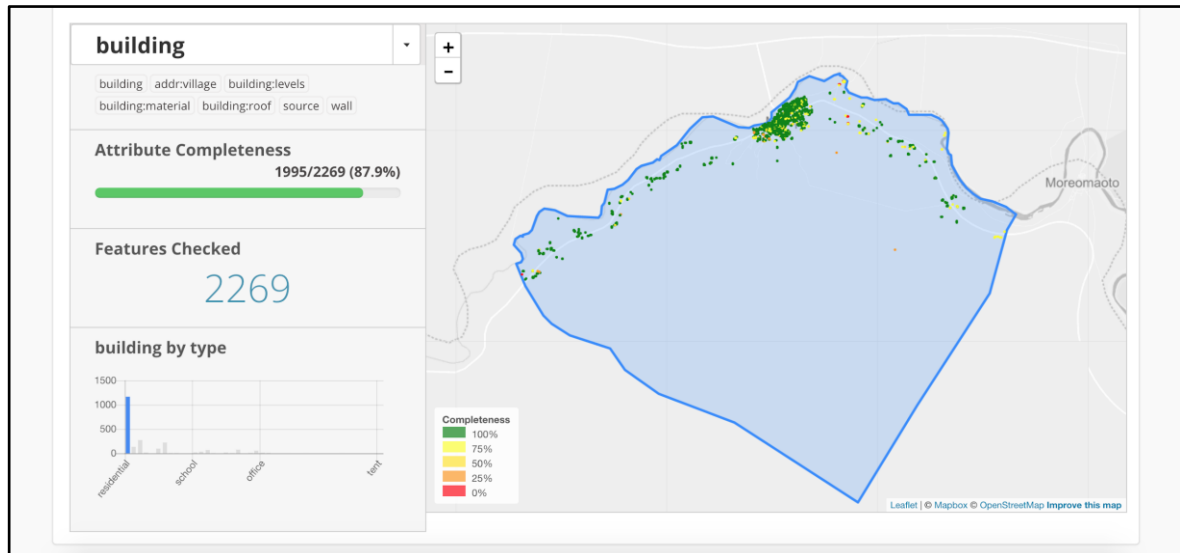 building
building addr:village building:levels
building:material building:roof source wall
Attribute Completeness
1995/2269 (87.9%)
Features Checked
2269
building by type
1500
1000
500
0
residential
school
office
tent
+
−
Moreomaoto
Completeness
100%
75%
50%
25%
0%
Leaflet | © Mapbox © OpenStreetMap Improve this map